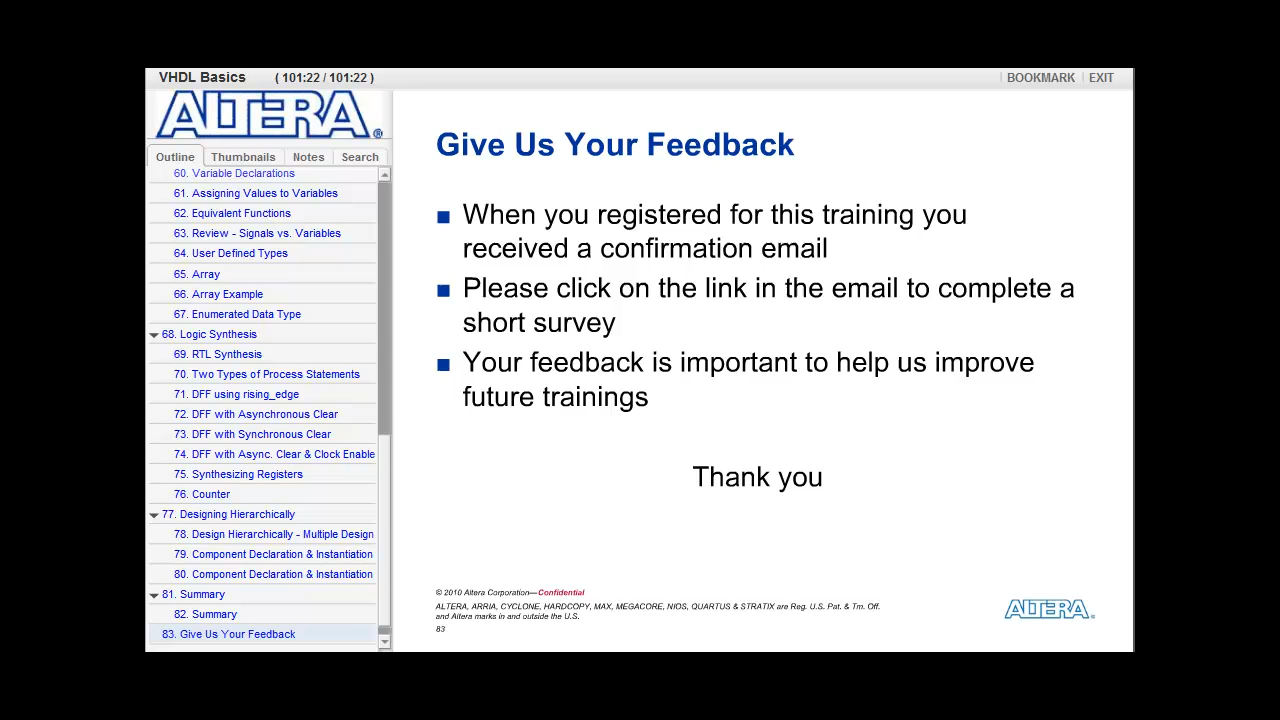 VHDL Basics ( 101:22 / 101:22 ) BOOKMARK EXIT
ALTERA®
Outline Thumbnails Notes Search
60. Variable Declarations
61. Assigning Values to Variables
62. Equivalent Functions
63. Review - Signals vs. Variables
64. User Defined Types
65. Array
66. Array Example
67. Enumerated Data Type
68. Logic Synthesis
69. RTL Synthesis
70. Two Types of Process Statements
71. DFF using rising_edge
72. DFF with Asynchronous Clear
73. DFF with Synchronous Clear
74. DFF with Async. Clear & Clock Enable
75. Synthesizing Registers
76. Counter
77. Designing Hierarchically
78. Design Hierarchically - Multiple Design
79. Component Declaration & Instantiation
80. Component Declaration & Instantiation
81. Summary
82. Summary
83. Give Us Your Feedback
Give Us Your Feedback
■ When you registered for this training you
received a confirmation email
■ Please click on the link in the email to complete a
short survey
■ Your feedback is important to help us improve
future trainings
Thank you
© 2010 Altera Corporation—Confidential
ALTERA, ARRIA, CYCLONE, HARDCOPY, MAX, MEGACORE, NIOS, QUARTUS & STRATIX are Reg. U.S. Pat. & Tm. Off.
and Altera marks in and outside the U.S.
83
ALTERA®